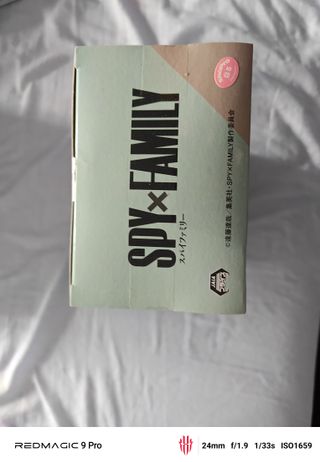 SPY×FAMILY
スパイファミリー
©遠藤達哉／集英社・SPY×FAMILY製作委員会
REDMAGIC 9 Pro
24mm f/1.9 1/33s ISO1659